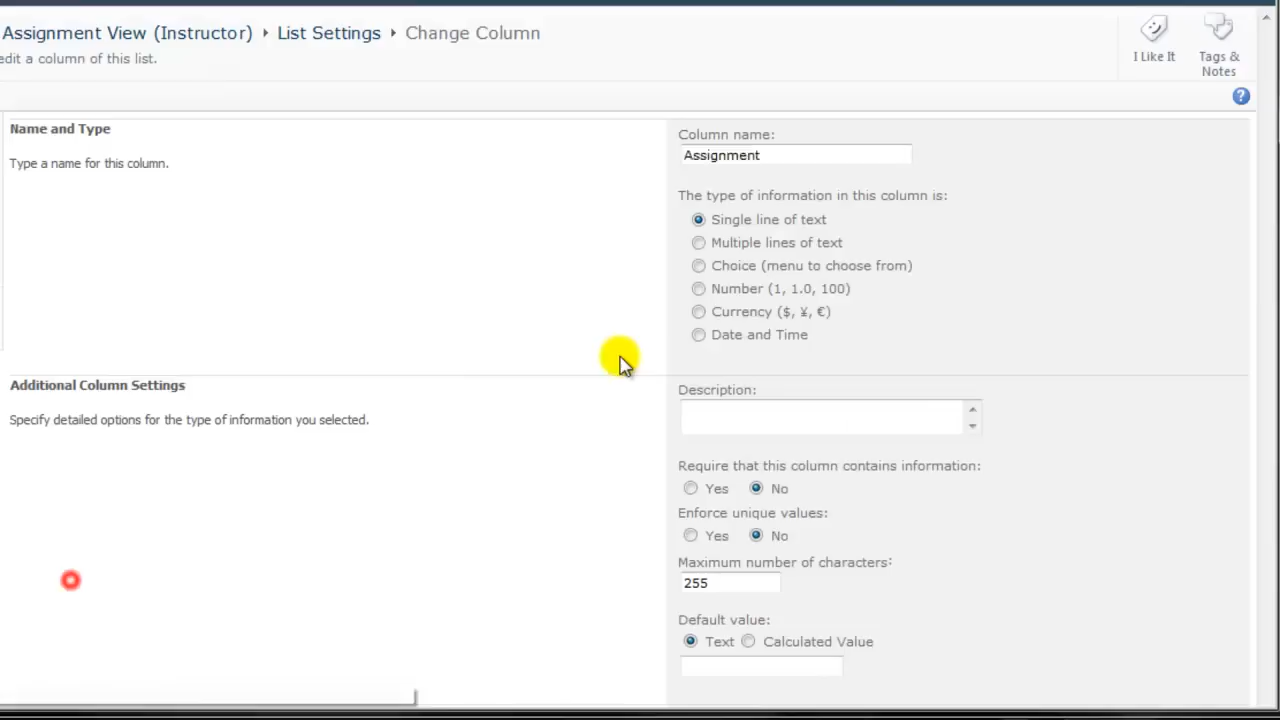 Assignment View (Instructor) ▸ List Settings ▸ Change Column
edit a column of this list.
I Like It
Tags &
Notes
?
Name and Type
Type a name for this column.
Column name:
Assignment
The type of information in this column is:
Single line of text
Multiple lines of text
Choice (menu to choose from)
Number (1, 1.0, 100)
Currency ($, ¥, €)
Date and Time
Additional Column Settings
Specify detailed options for the type of information you selected.
Description:
Require that this column contains information:
Yes No
Enforce unique values:
Yes No
Maximum number of characters:
255
Default value:
Text Calculated Value